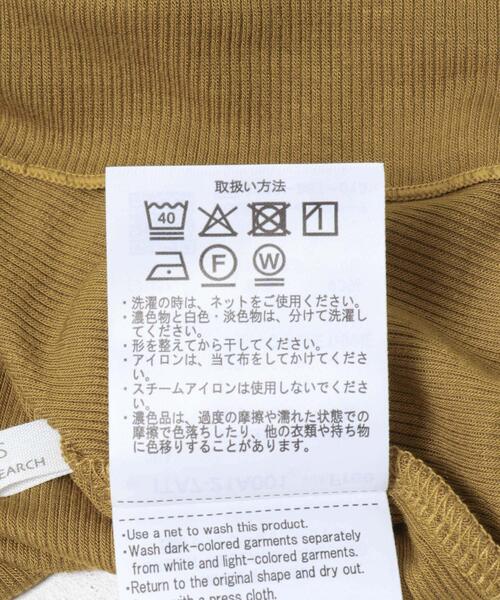 取扱い方法
40
F W
・洗濯の時は、ネットをご使用ください。
・濃色物と白色・淡色物は、分けて洗濯し
てください。
・形を整えてから干してください。
・アイロンは、当て布をしてかけてくださ
い。
・スチームアイロンは使用しないでくださ
い。
・濃色品は、過度の摩擦や濡れた状態での
摩擦で色落ちしたり、他の衣類や持ち物
に色移りすることがあります。
S
EARCH
・Use a net to wash this product.
・Wash dark-colored garments separately
from white and light-colored garments.
・Return to the original shape and dry out.
with a press cloth.